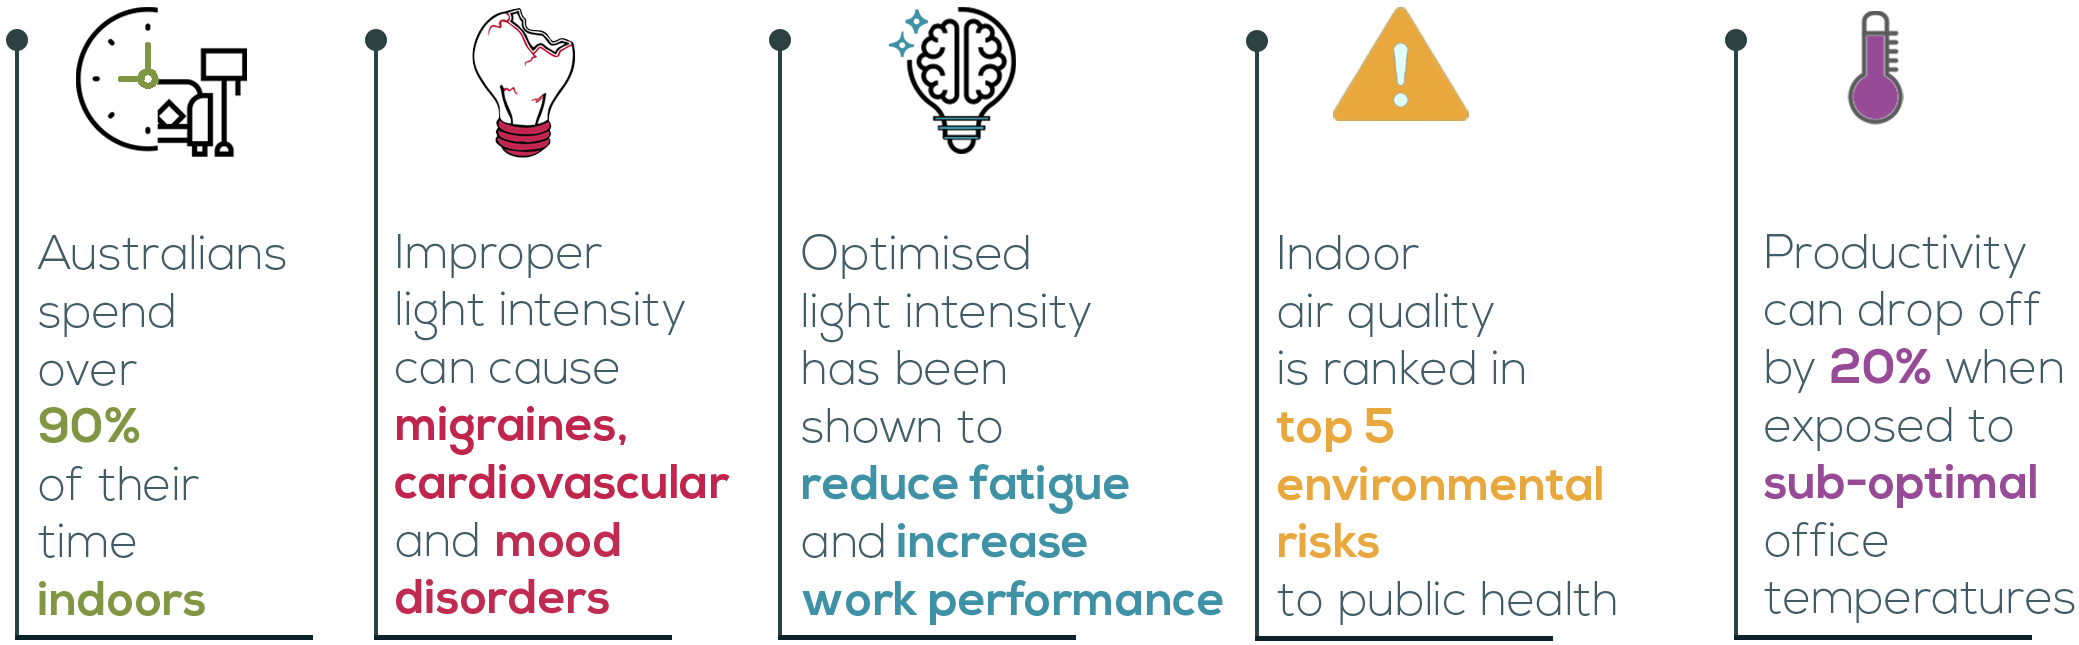 Australians
spend
over
90%
of their
time
indoors
Improper
light intensity
can cause
migraines,
cardiovascular
and mood
disorders
Optimised
light intensity
has been
shown to
reduce fatigue
and increase
work performance
Indoor
air quality
is ranked in
top 5
environmental
risks
to public health
Productivity
can drop off
by 20% when
exposed to
sub-optimal
office
temperatures